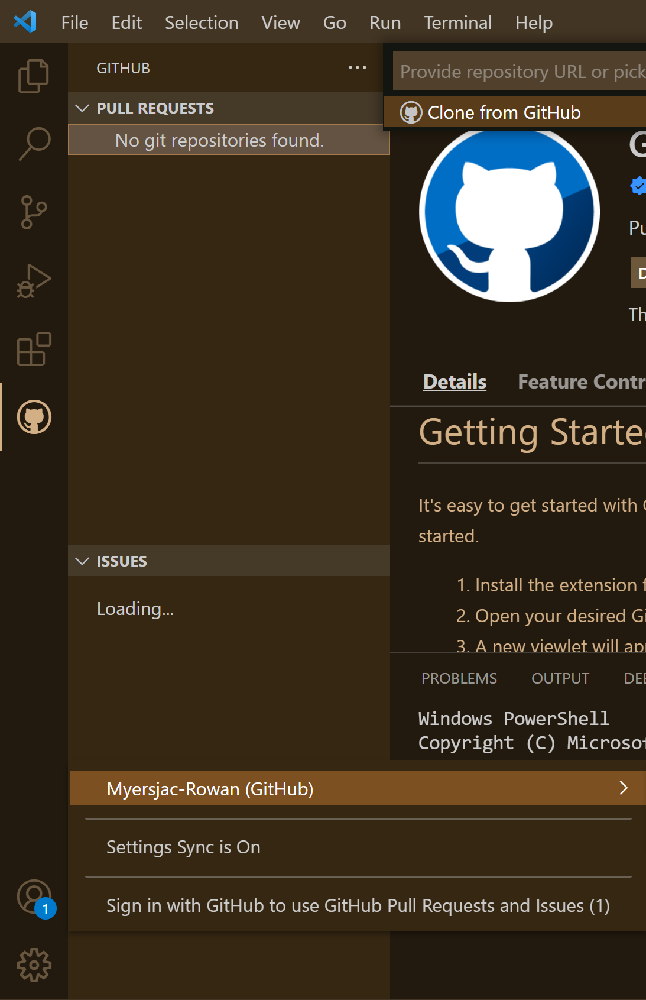 File Edit Selection View Go Run Terminal Help
GITHUB
Provide repository URL or pick
PULL REQUESTS
Clone from GitHub
No git repositories found.
G
Pu
D
Th
Details Feature Contr
Getting Started
It's easy to get started with G
started.
1. Install the extension f
2. Open your desired Gi
3. A new viewlet will app
ISSUES
Loading...
PROBLEMS OUTPUT DEB
Windows PowerShell
Copyright (C) Microsof
Myersjac-Rowan (GitHub)
Settings Sync is On
Sign in with GitHub to use GitHub Pull Requests and Issues (1)
1